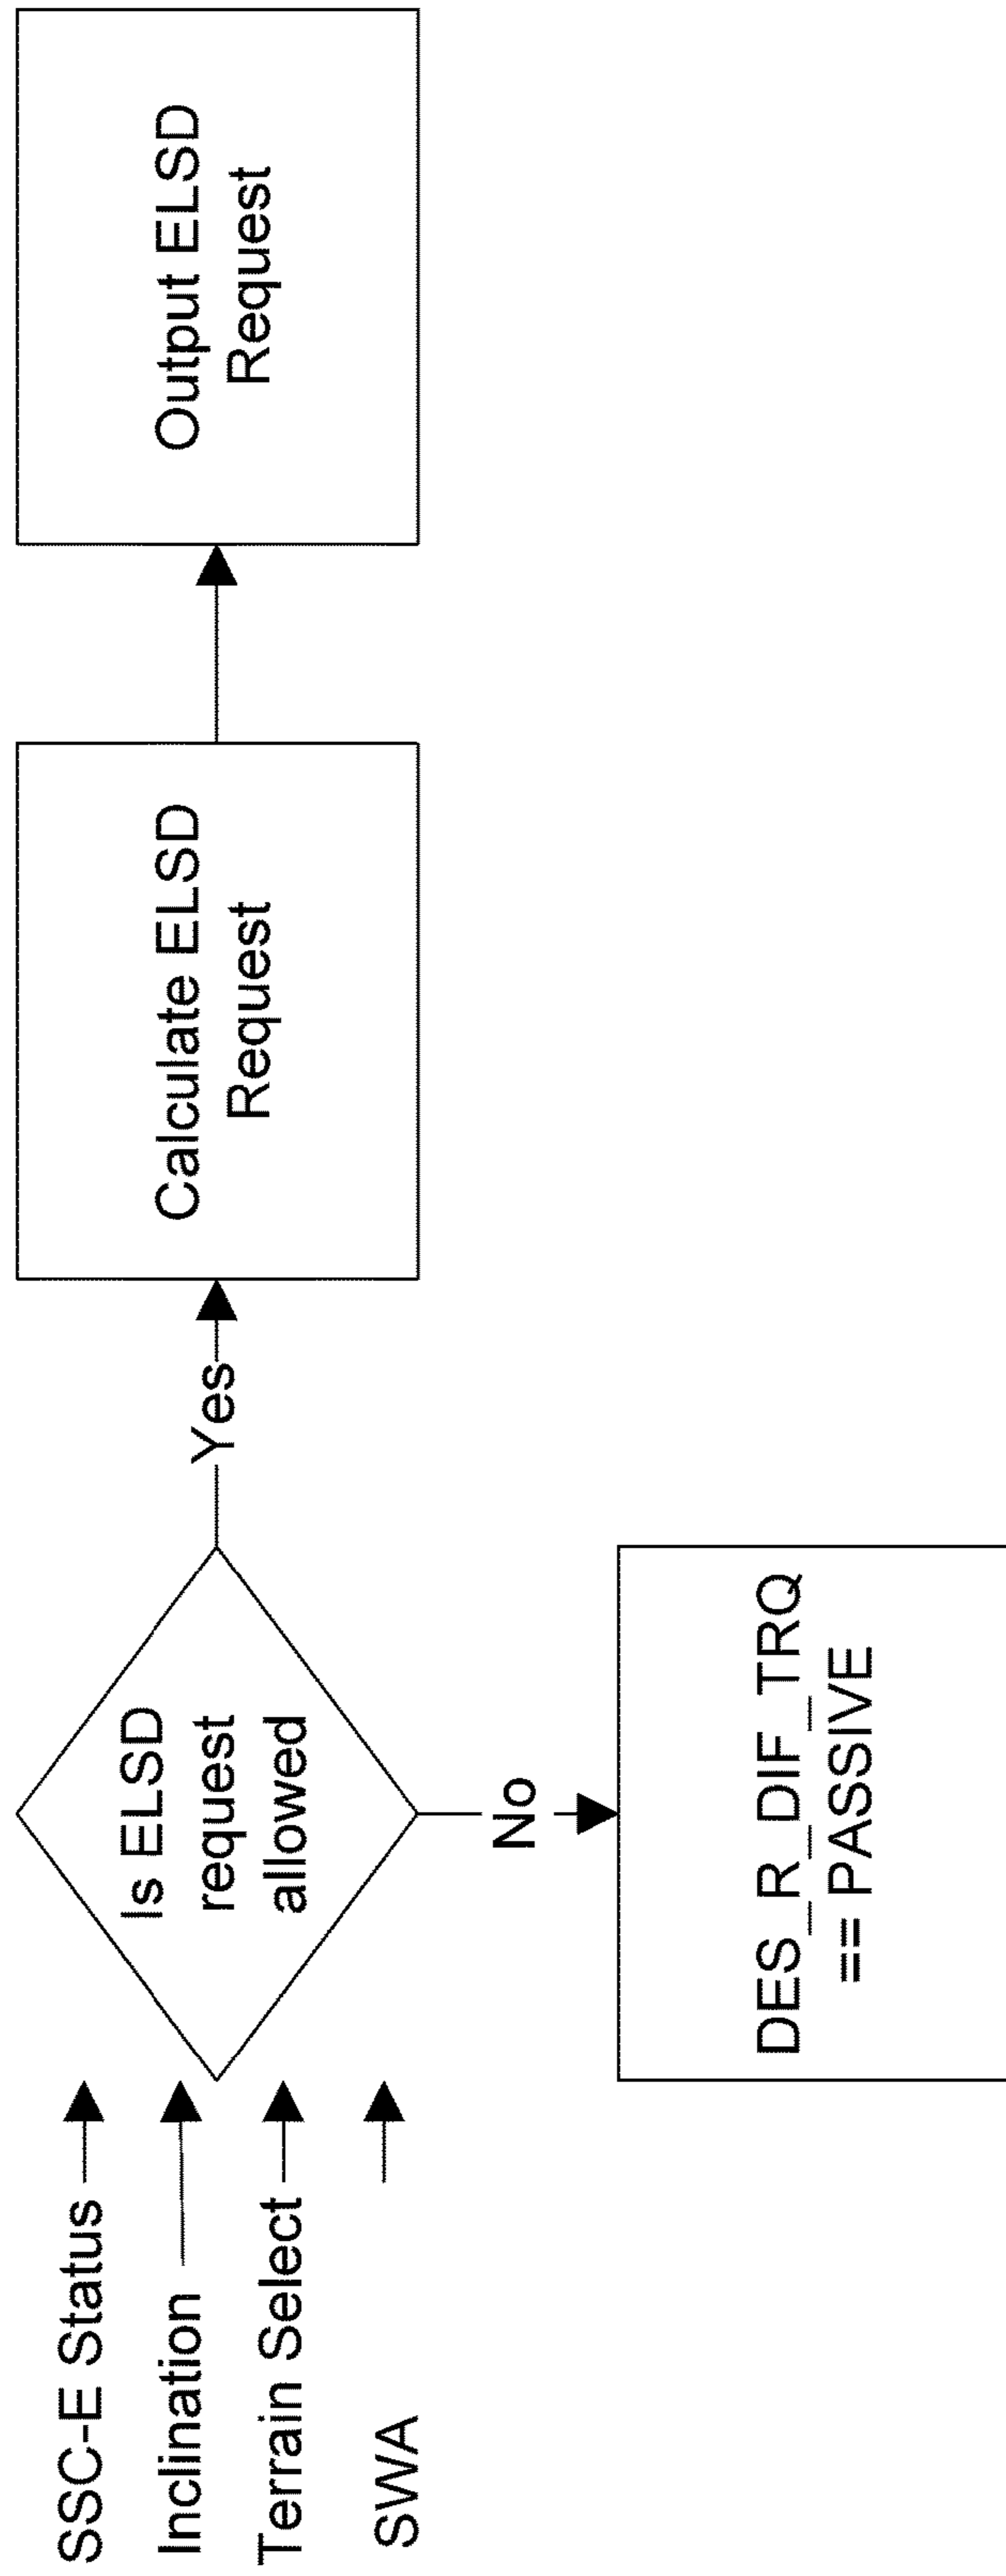 SSC-E Status
Inclination
Terrain Select
SWA
Is ELSD
request
allowed
Yes
No
Calculate ELSD
Request
Output ELSD
Request
DES_R_DIF_TRQ
== PASSIVE